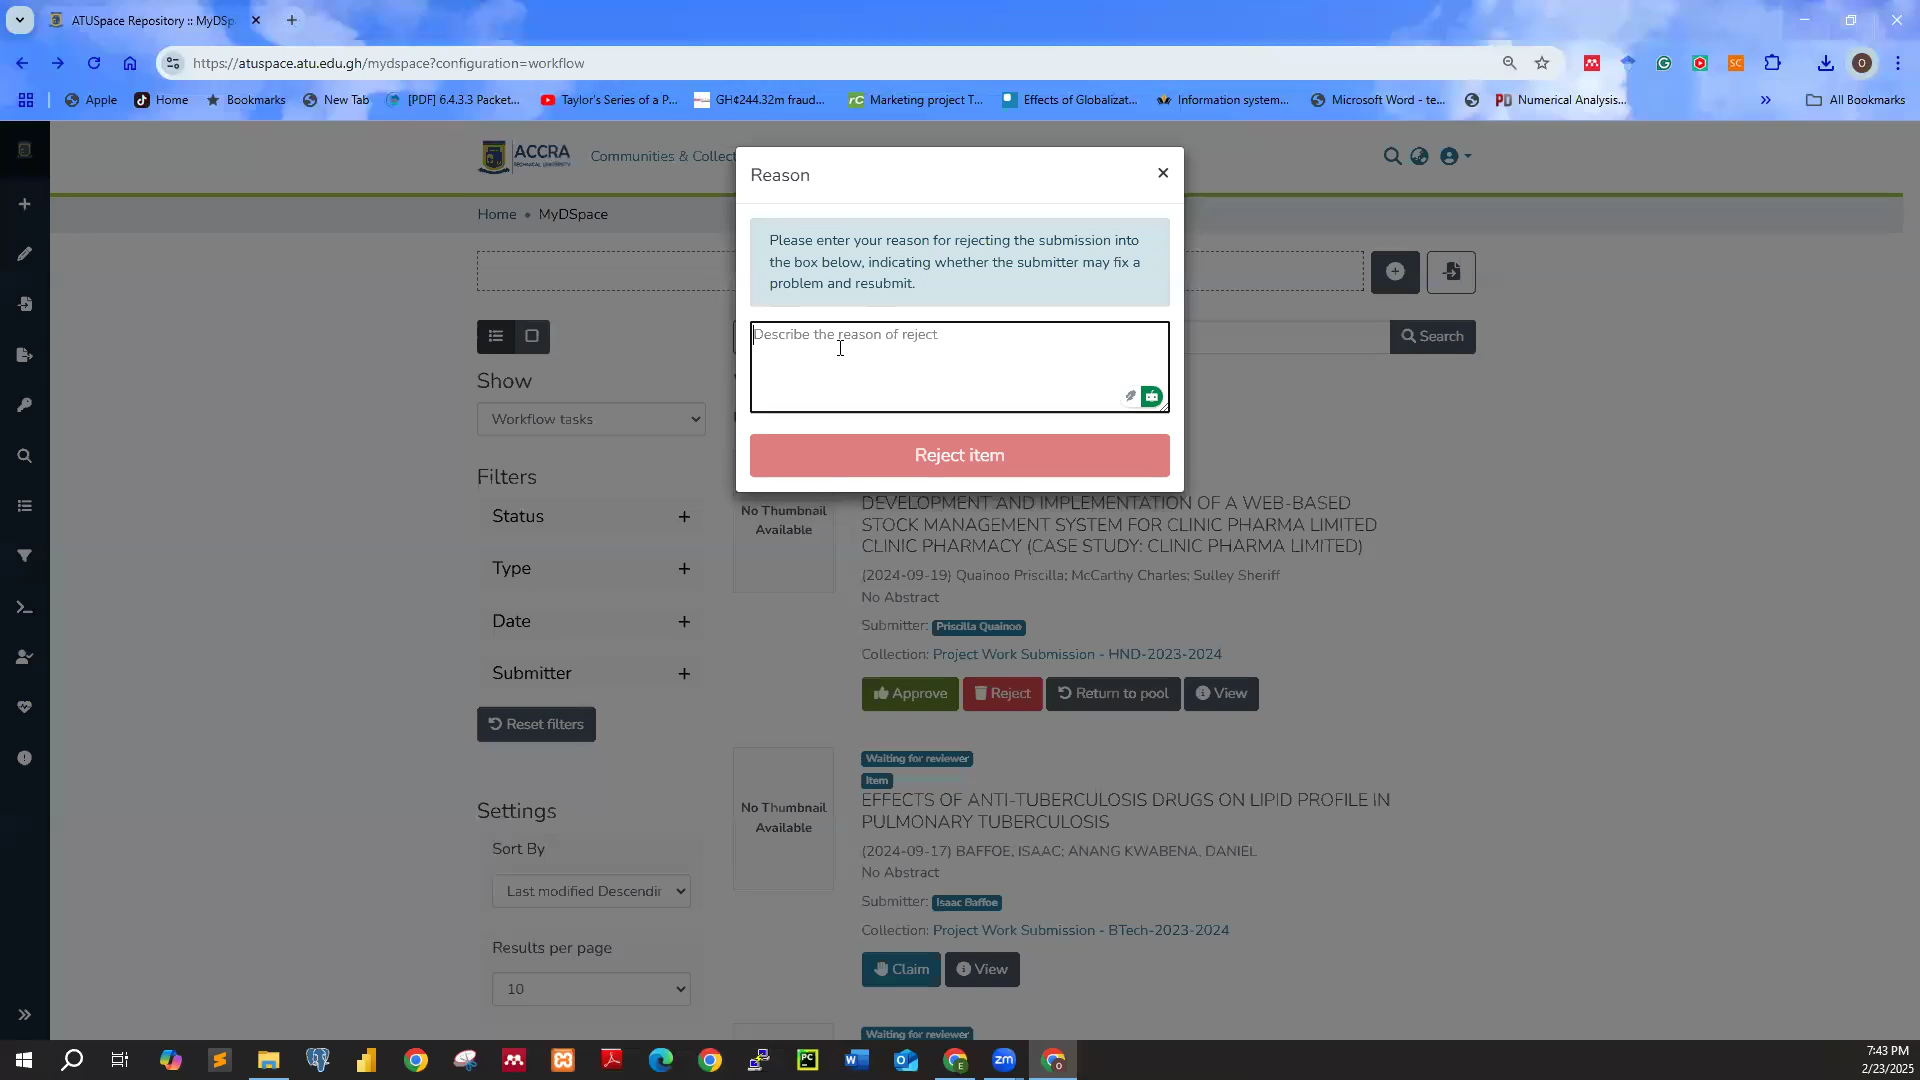 ATUSpace Repository :: MyDSp
https://atuspace.atu.edu.gh/mydspace?configuration=workflow
Apple
Home
Bookmarks
New Tab
[PDF] 6.4.3.3 Packet...
Taylor's Series of a P...
GH¢244.32m fraud...
Marketing project T...
Effects of Globalizat...
Information system...
Microsoft Word - te...
Numerical Analysis...
All Bookmarks
ACCRA
TECHNICAL UNIVERSITY
Communities & Collect
Home • MyDSpace
Reason
Please enter your reason for rejecting the submission into
the box below, indicating whether the submitter may fix a
problem and resubmit.
Describe the reason of reject
Reject item
Search
Show
Workflow tasks
Filters
Status
Type
Date
Submitter
Reset filters
Settings
Sort By
Last modified Descendir
Results per page
10
No Thumbnail
Available
DEVELOPMENT AND IMPLEMENTATION OF A WEB-BASED
STOCK MANAGEMENT SYSTEM FOR CLINIC PHARMA LIMITED
CLINIC PHARMACY (CASE STUDY: CLINIC PHARMA LIMITED)
(2024-09-19) Quainoo Priscilla; McCarthy Charles; Sulley Sheriff
No Abstract
Submitter: Priscilla Quainoo
Collection: Project Work Submission - HND-2023-2024
Approve
Reject
Return to pool
View
Waiting for reviewer
Item
No Thumbnail
Available
EFFECTS OF ANTI-TUBERCULOSIS DRUGS ON LIPID PROFILE IN
PULMONARY TUBERCULOSIS
(2024-09-17) BAFFOE, ISAAC; ANANG KWABENA, DANIEL
No Abstract
Submitter: Isaac Baffoe
Collection: Project Work Submission - BTech-2023-2024
Claim
View
Waiting for reviewer
7:43 PM
2/23/2025